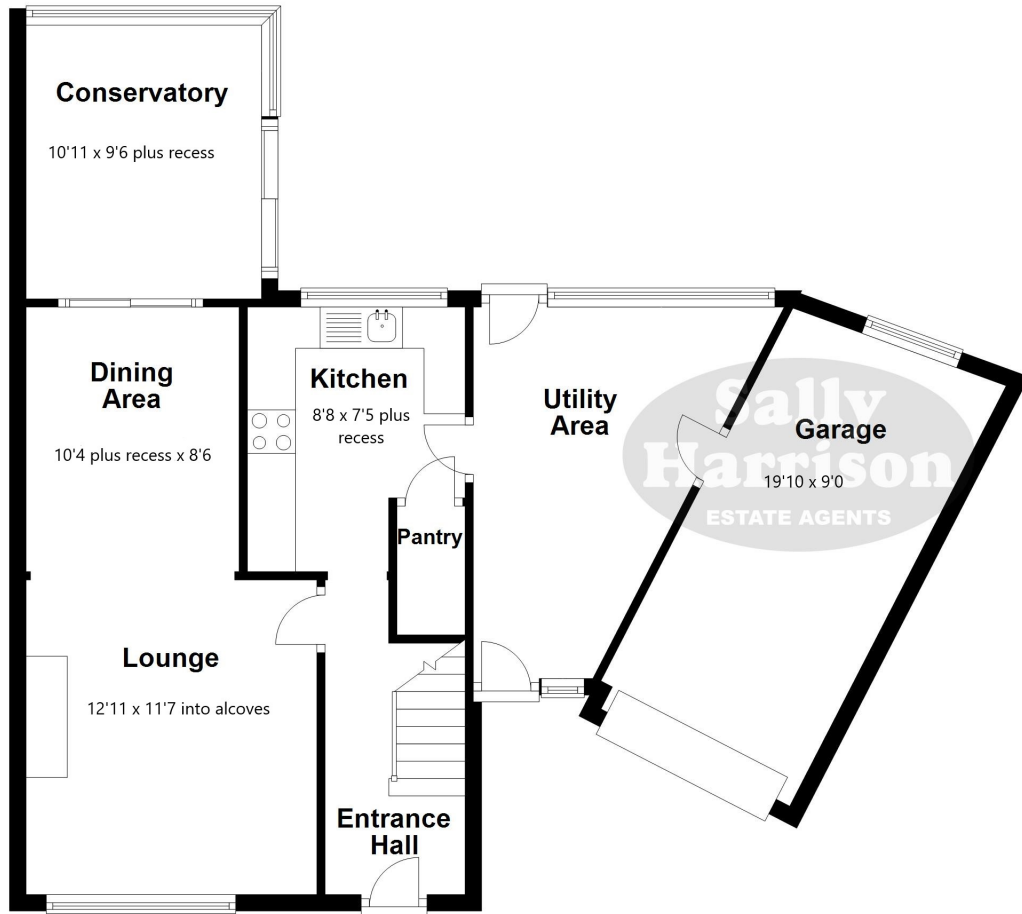 Conservatory
10'11 x 9'6 plus recess
Dining
Area
10'4 plus recess x 8'6
Kitchen
8'8 x 7'5 plus
recess
Pantry
Utility
Area
Garage
19'10 x 9'0
Sally
Harrison
ESTATE AGENTS
Lounge
12'11 x 11'7 into alcoves
Entrance
Hall